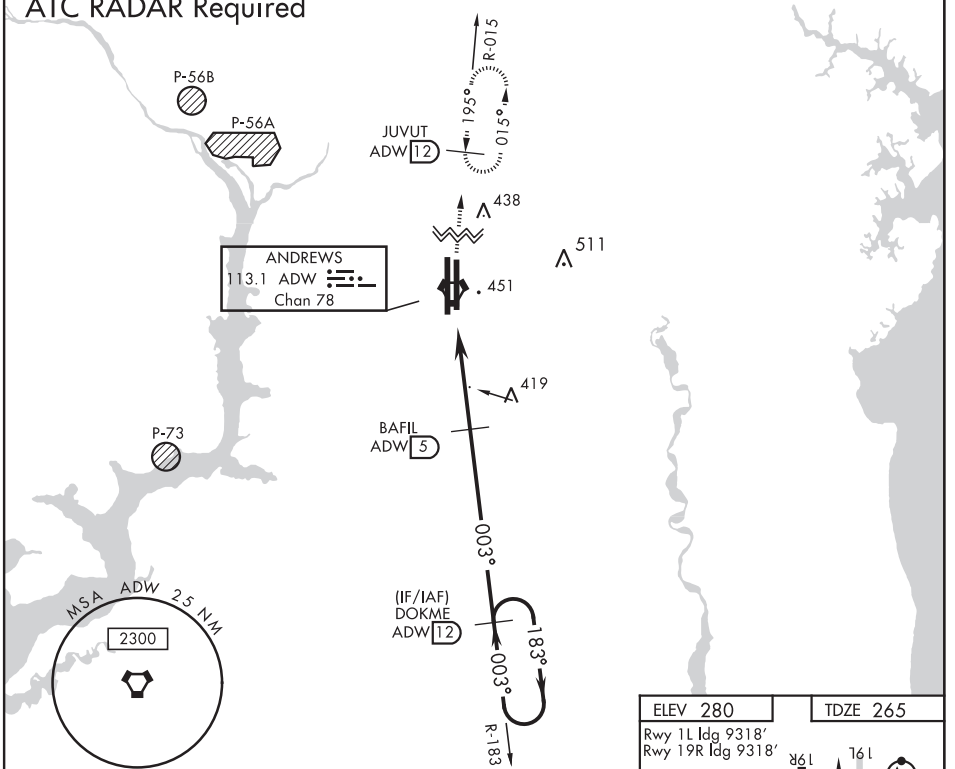 ATC RADAR Required
P-56B
P-56A
R-015
195°
015°
JUVUT
ADW 12
438
511
ANDREWS
113.1 ADW
Chan 78
451
419
BAFIL
ADW 5
P-73
003°
(IF/IAF)
DOKME
ADW 12
183°
003°
R-183
MSA ADW 25 NM
2300
ELEV 280
TDZE 265
Rwy 1L ldg 9318'
Rwy 19R ldg 9318'
19R
19L